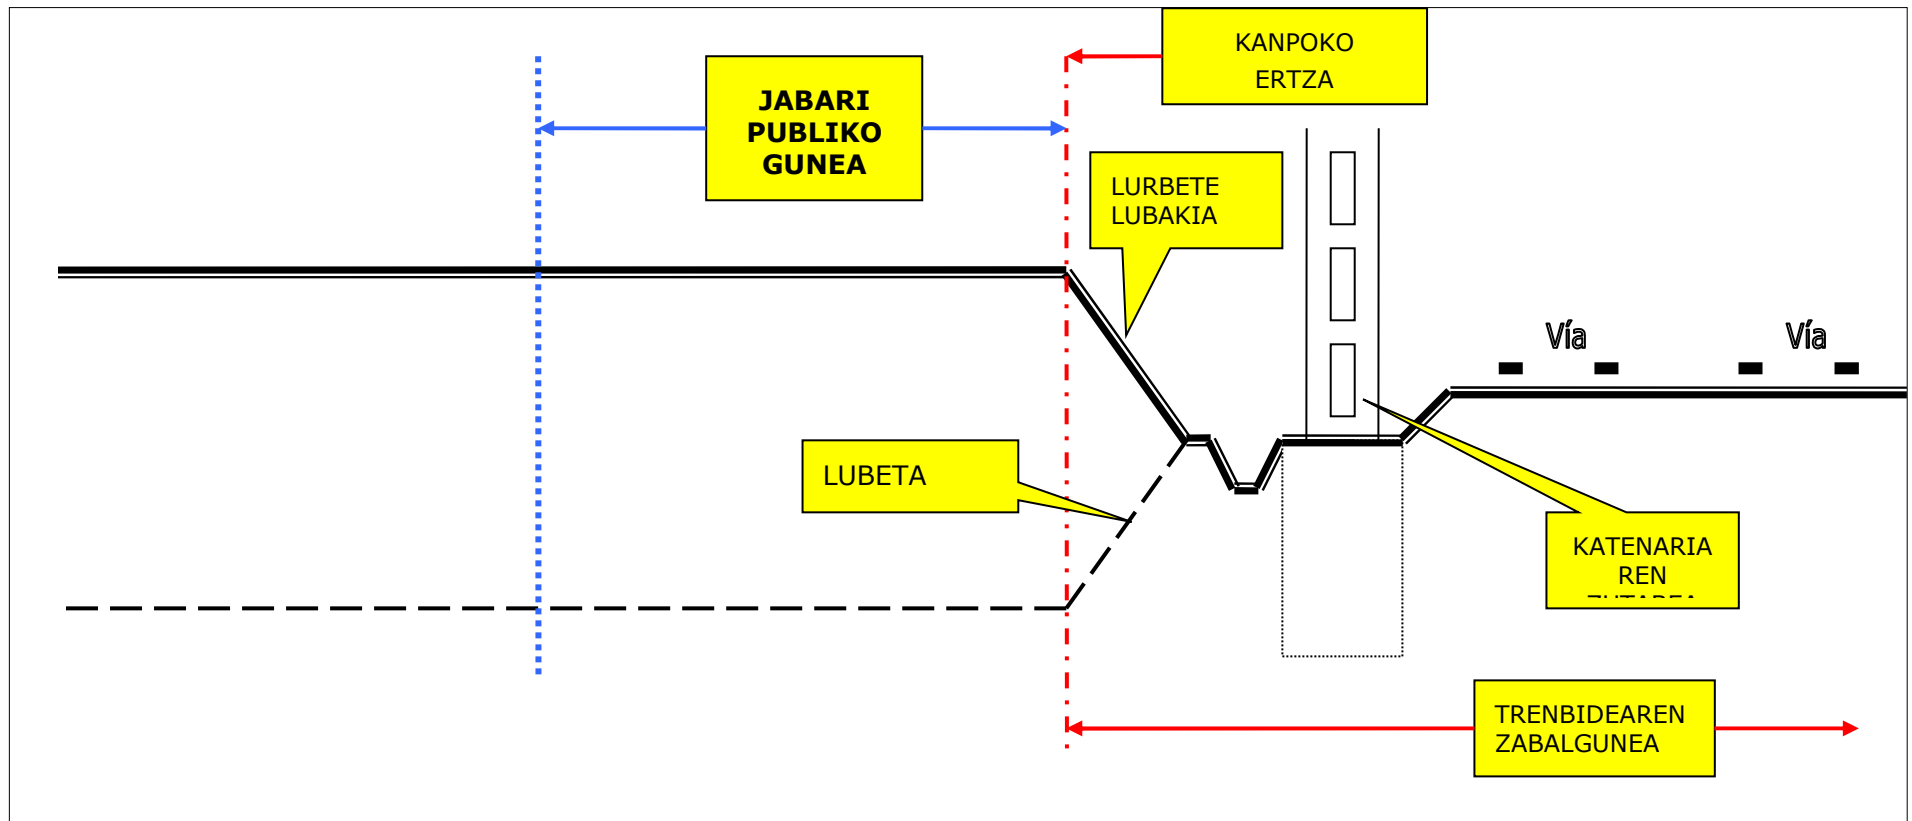 KANPOKO
ERTZA
JABARI
PUBLIKO
GUNEA
LURBETE
LUBAKIA
Vía
Vía
LUBETA
KATENARIA
REN
TRENBIDEAREN
ZABALGUNEA